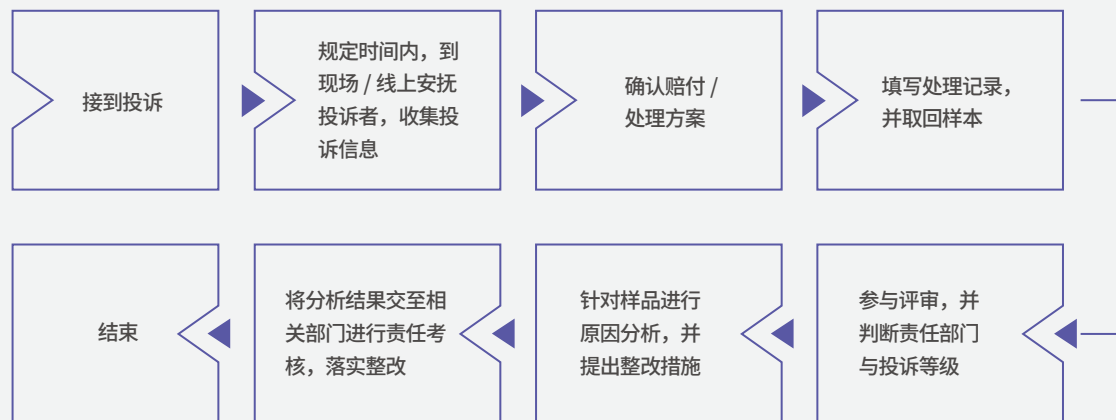 接到投诉
规定时间内，到
现场 / 线上安抚
投诉者，收集投
诉信息
确认赔付 /
处理方案
填写处理记录，
并取回样本
参与评审，并
判断责任部门
与投诉等级
针对样品进行
原因分析，并
提出整改措施
将分析结果交至相
关部门进行责任考
核，落实整改
结束